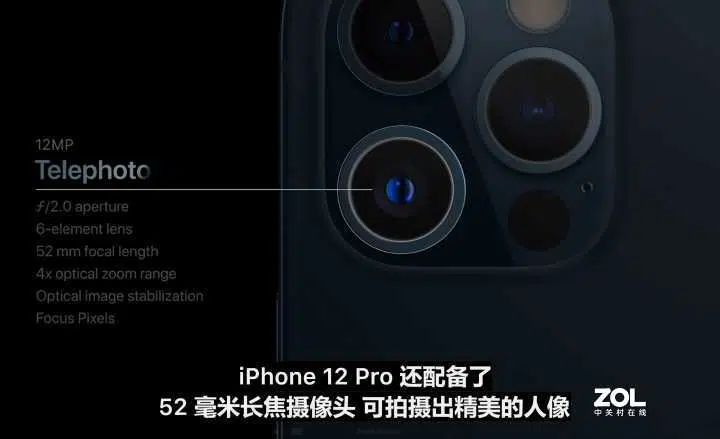 12MP
Telephoto
ƒ/2.0 aperture
6-element lens
52 mm focal length
4x optical zoom range
Optical image stabilization
Focus Pixels
iPhone 12 Pro 还配备了
52 毫米长焦摄像头 可拍摄出精美的人像
ZOL
中关村在线